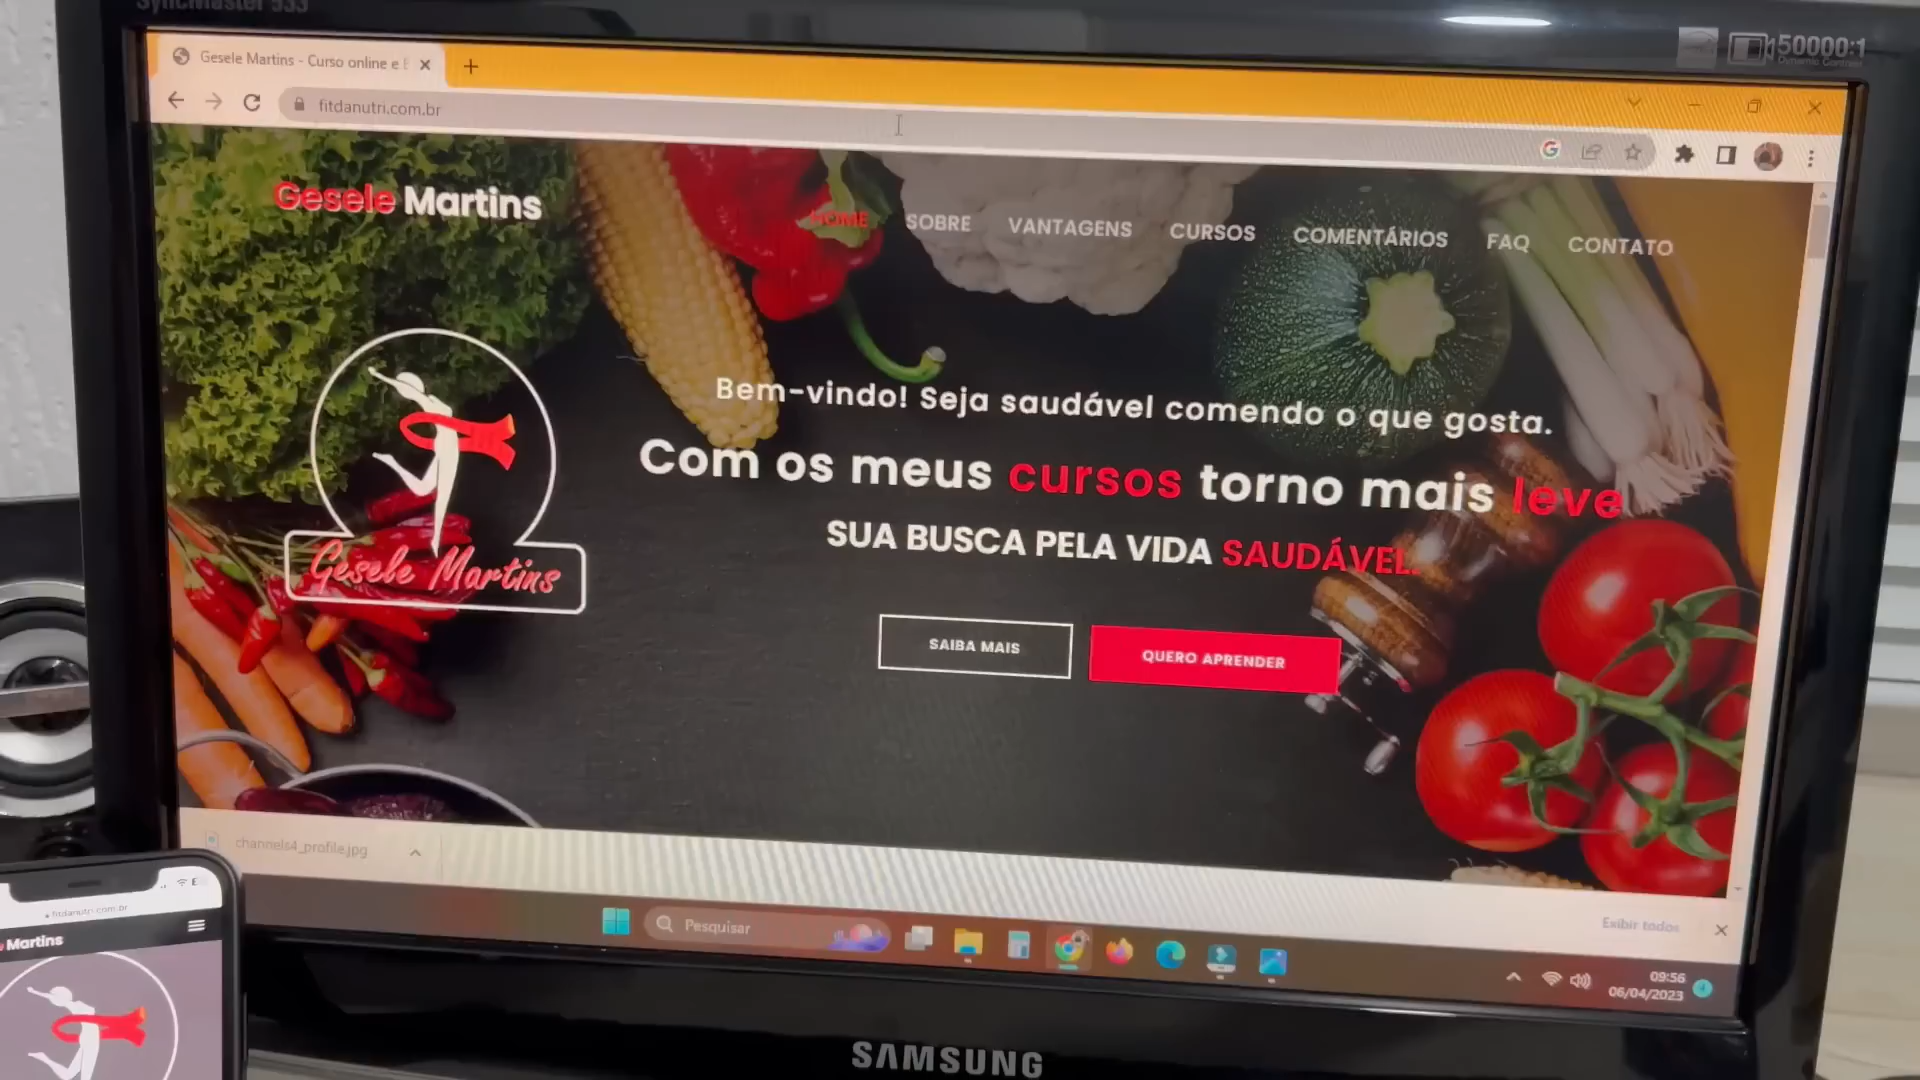 SyncMaster 933
50000:1
Dynamic Contrast
Gesele Martins - Curso online e E
fitdanutri.com.br
Gesele Martins
HOME
SOBRE
VANTAGENS
CURSOS
COMENTÁRIOS
FAQ
CONTATO
Bem-vindo! Seja saudável comendo o que gosta.
Com os meus cursos torno mais leve
SUA BUSCA PELA VIDA SAUDÁVEL.
Gesele Martins
SAIBA MAIS
QUERO APRENDER
channels4_profile.jpg
Exibir todos
Pesquisar
09:56
06/04/2023
fitdanutri.com.br
Martins
SAMSUNG